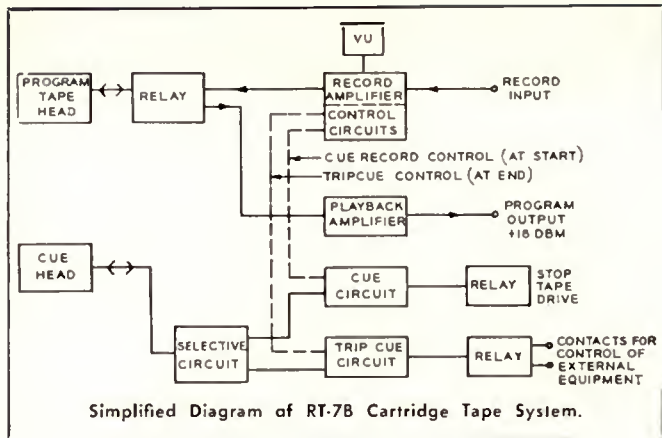 VU
PROGRAM
TAPE
HEAD
RELAY
RECORD
AMPLIFIER
CONTROL
CIRCUITS
RECORD
INPUT
CUE RECORD CONTROL (AT START)
TRIPCUE CONTROL (AT END)
PLAYBACK
AMPLIFIER
PROGRAM
OUTPUT
+18 DBM
CUE
HEAD
CUE
CIRCUIT
RELAY
STOP
TAPE
DRIVE
SELECTIVE
CIRCUIT
TRIP CUE
CIRCUIT
RELAY
CONTACTS FOR
CONTROL OF
EXTERNAL
EQUIPMENT
Simplified Diagram of RT-7B Cartridge Tape System.